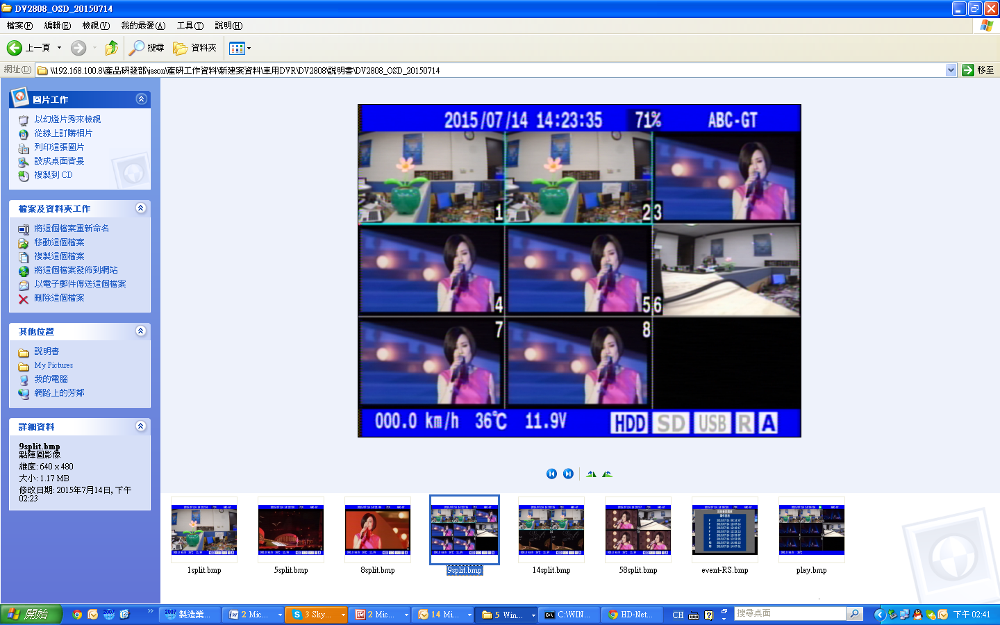 DV2808_OSD_20150714
檔案(F) 編輯(E) 檢視(V) 我的最愛(A) 工具(T) 說明(H)
上一頁 搜尋 資料夾
網址(D) \\192.168.100.8\產品研發部\jason\產研工作資料\新建案資料\車用DVR\DV2808\說明書\DV2808_OSD_20150714 移至
圖片工作
以幻燈片秀來檢視
從線上訂購相片
列印這張圖片
設成桌面背景
複製到 CD
檔案及資料夾工作
將這個檔案重新命名
移動這個檔案
複製這個檔案
將這個檔案發佈到網站
以電子郵件傳送這個檔案
刪除這個檔案
其他位置
說明書
My Pictures
我的電腦
網路上的芳鄰
詳細資料
9split.bmp
點陣圖影像
維度: 640 x 480
大小: 1.17 MB
修改日期: 2015年7月14日, 下午
02:23
2015/07/14 14:23:35 71% ABC-GT
1 2 3
4 5 6
7 8
000.0 km/h 36℃ 11.9V HDD SD USB R A
1split.bmp 5split.bmp 8split.bmp 9split.bmp 14split.bmp 58split.bmp event-RS.bmp play.bmp
開始 2007 製造業... 2 Mic... 3 Sky... 2 Mic... 14 Mi... 5 Win... C:\WIN... HD-Net... CH 搜尋桌面 下午 02:41